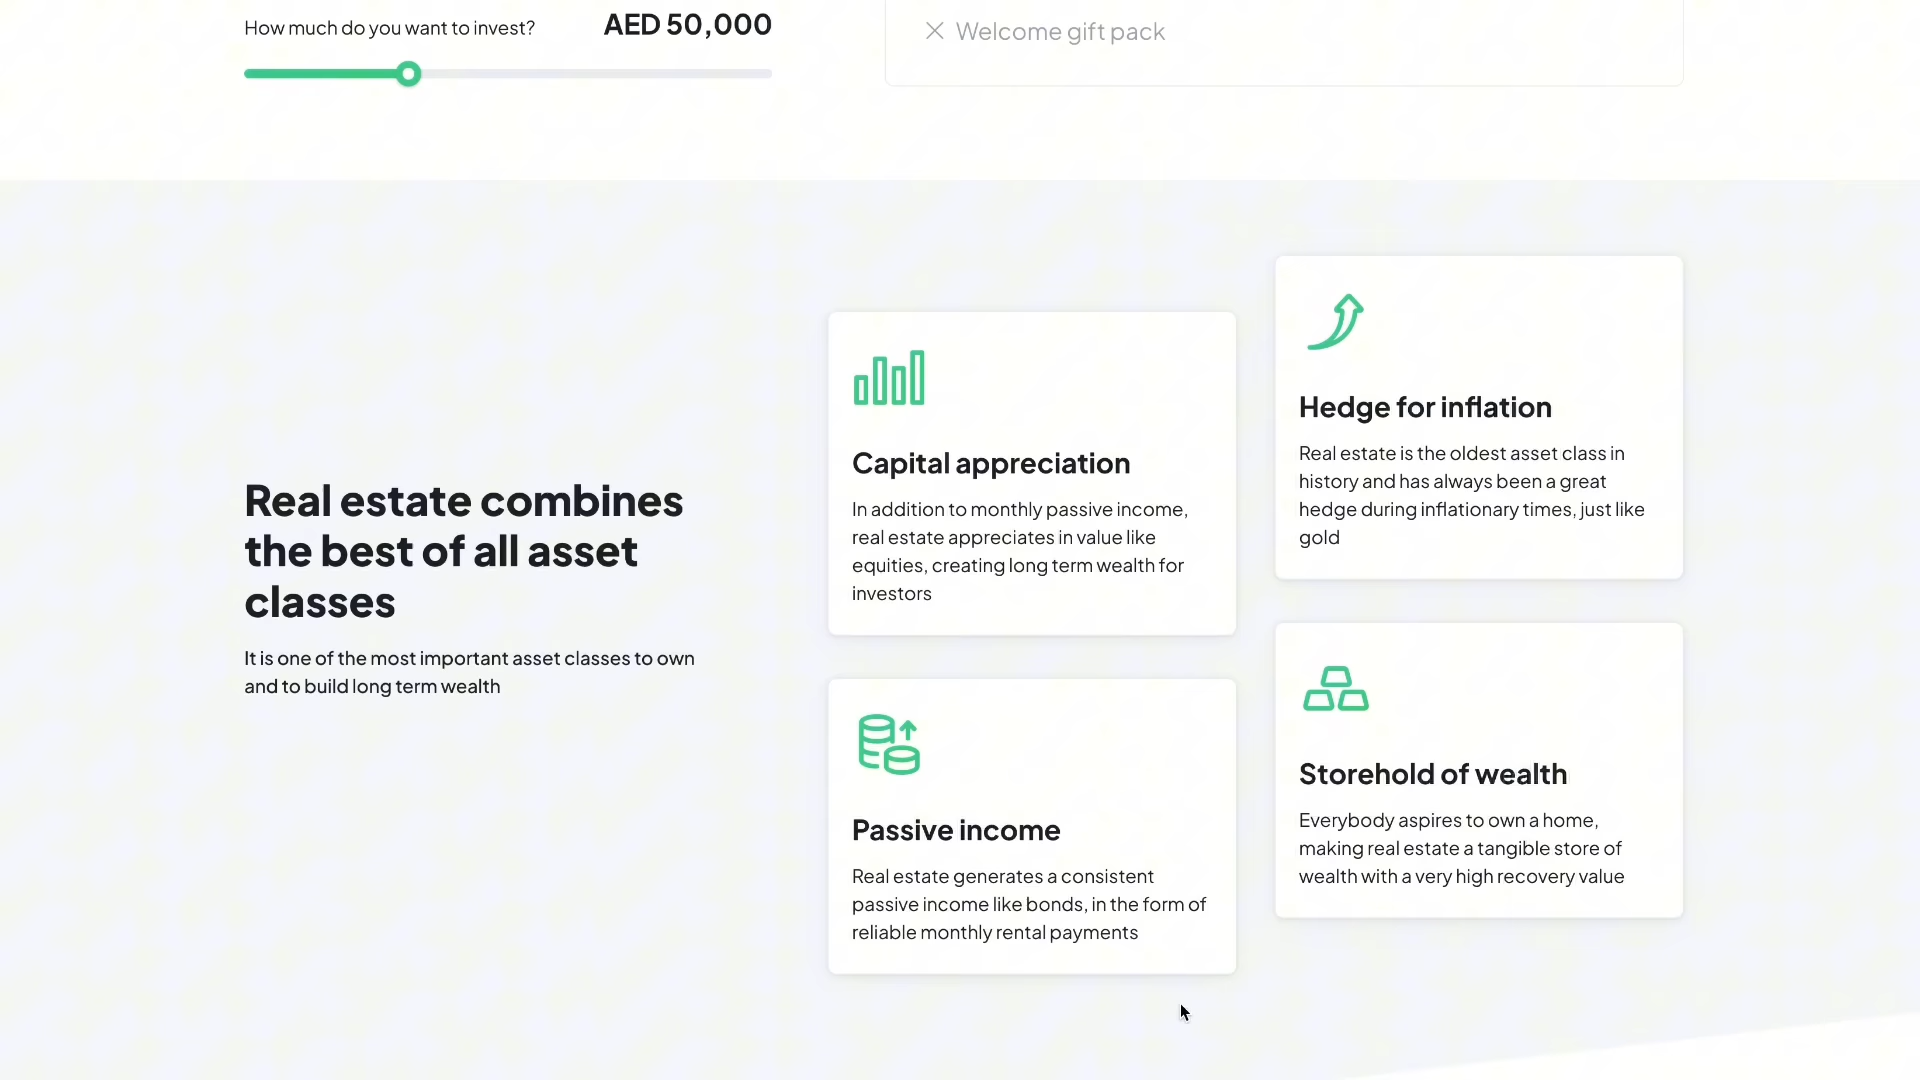 How much do you want to invest?
AED 50,000
Welcome gift pack
Real estate combines
the best of all asset
classes
It is one of the most important asset classes to own
and to build long term wealth
Capital appreciation
In addition to monthly passive income,
real estate appreciates in value like
equities, creating long term wealth for
investors
Hedge for inflation
Real estate is the oldest asset class in
history and has always been a great
hedge during inflationary times, just like
gold
Passive income
Real estate generates a consistent
passive income like bonds, in the form of
reliable monthly rental payments
Storehold of wealth
Everybody aspires to own a home,
making real estate a tangible store of
wealth with a very high recovery value